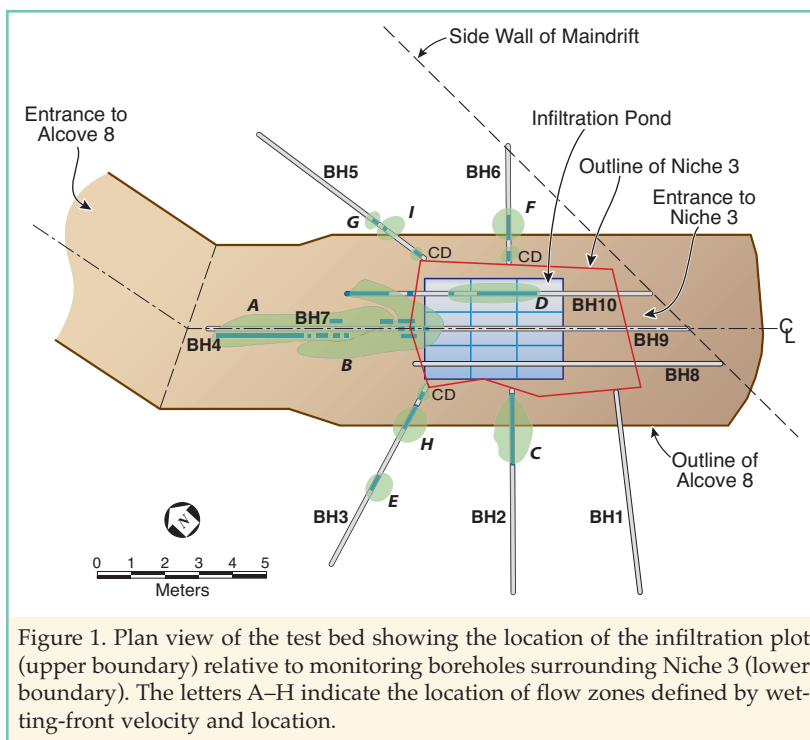 Side Wall of Maindrift
Entrance to
Alcove 8
Infiltration Pond
BH5
BH6
Outline of Niche 3
Entrance to
Niche 3
G
I
F
CD
CD
A
D
BH10
BH7
BH4
BH9
CL
B
BH8
CD
H
C
Outline of
Alcove 8
E
BH3
BH2
BH1
N
0 1 2 3 4 5
Meters
Figure 1. Plan view of the test bed showing the location of the infiltration plot
(upper boundary) relative to monitoring boreholes surrounding Niche 3 (lower
boundary). The letters A–H indicate the location of flow zones defined by wet-
ting-front velocity and location.